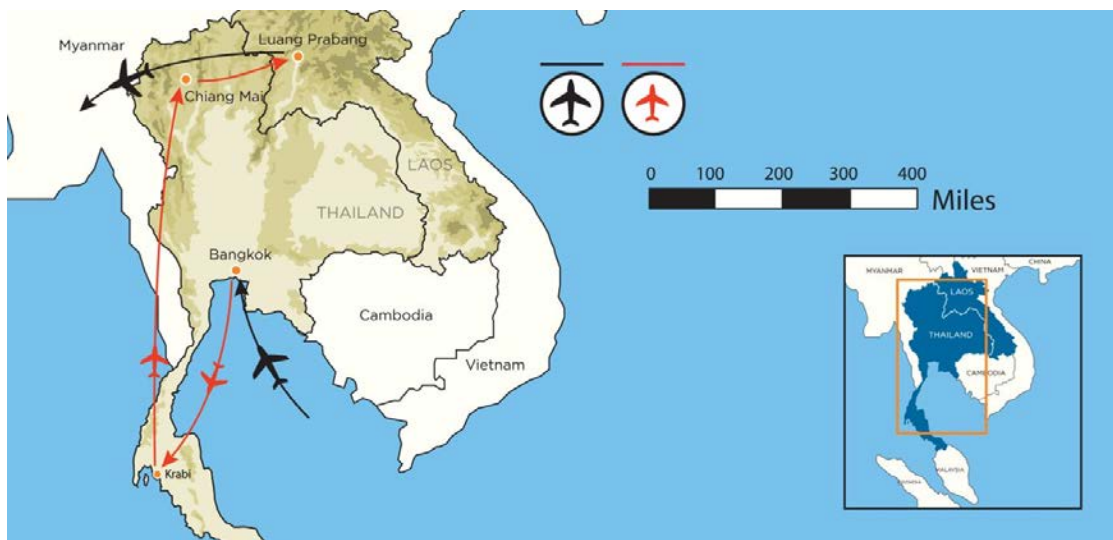 Myanmar
Luang Prabang
Chiang Mai
LAOS
THAILAND
Bangkok
Cambodia
Vietnam
Krabi
0 100 200 300 400
Miles
MYANMAR
VIETNAM
CHINA
LAOS
THAILAND
CAMBODIA
MALAYSIA